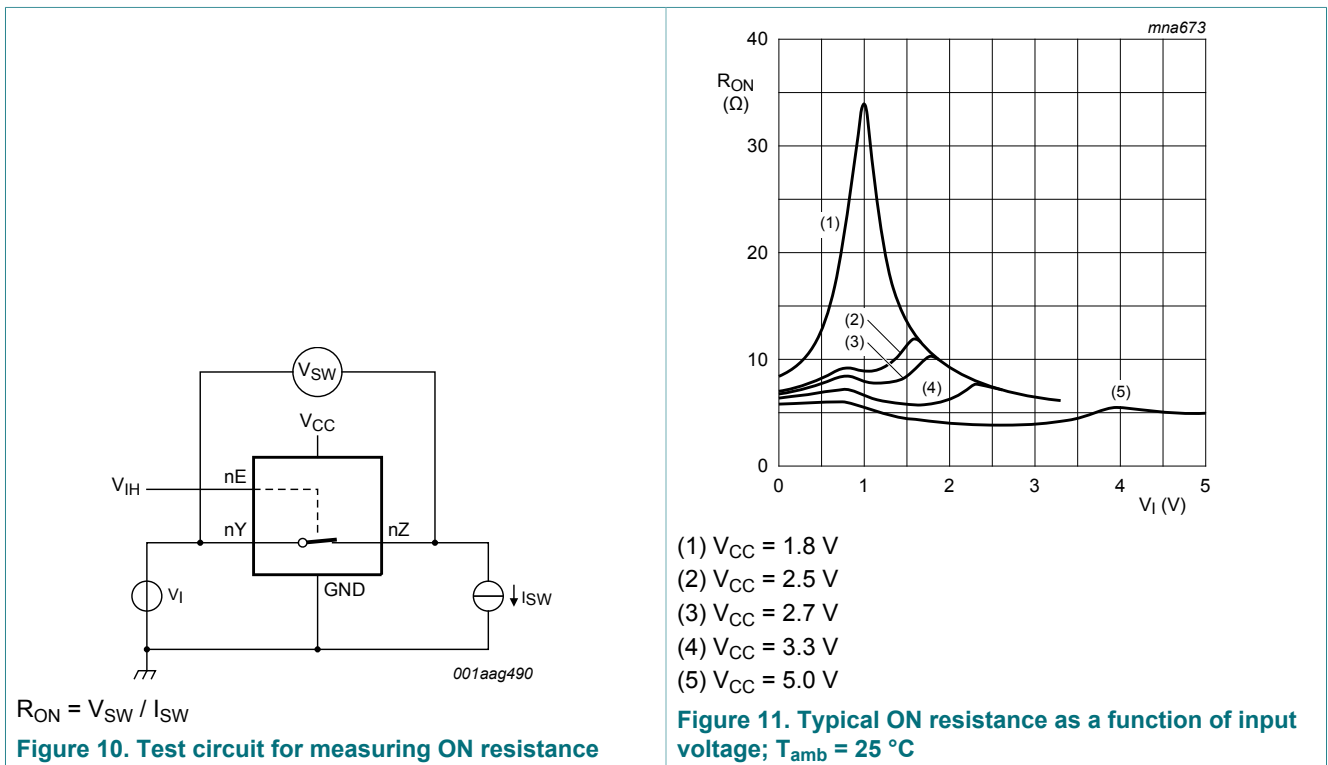 V_SW
V_CC
V_IH
nE
nY
nZ
V_I
GND
I_SW
001aag490
R_ON = V_SW / I_SW
Figure 10. Test circuit for measuring ON resistance
mna673
40
R_ON
(Ω)
30
(1)
20
(2)
(3)
10
(4)
(5)
0
0 1 2 3 4 5
V_I (V)
(1) V_CC = 1.8 V
(2) V_CC = 2.5 V
(3) V_CC = 2.7 V
(4) V_CC = 3.3 V
(5) V_CC = 5.0 V
Figure 11. Typical ON resistance as a function of input
voltage; T_amb = 25 °C